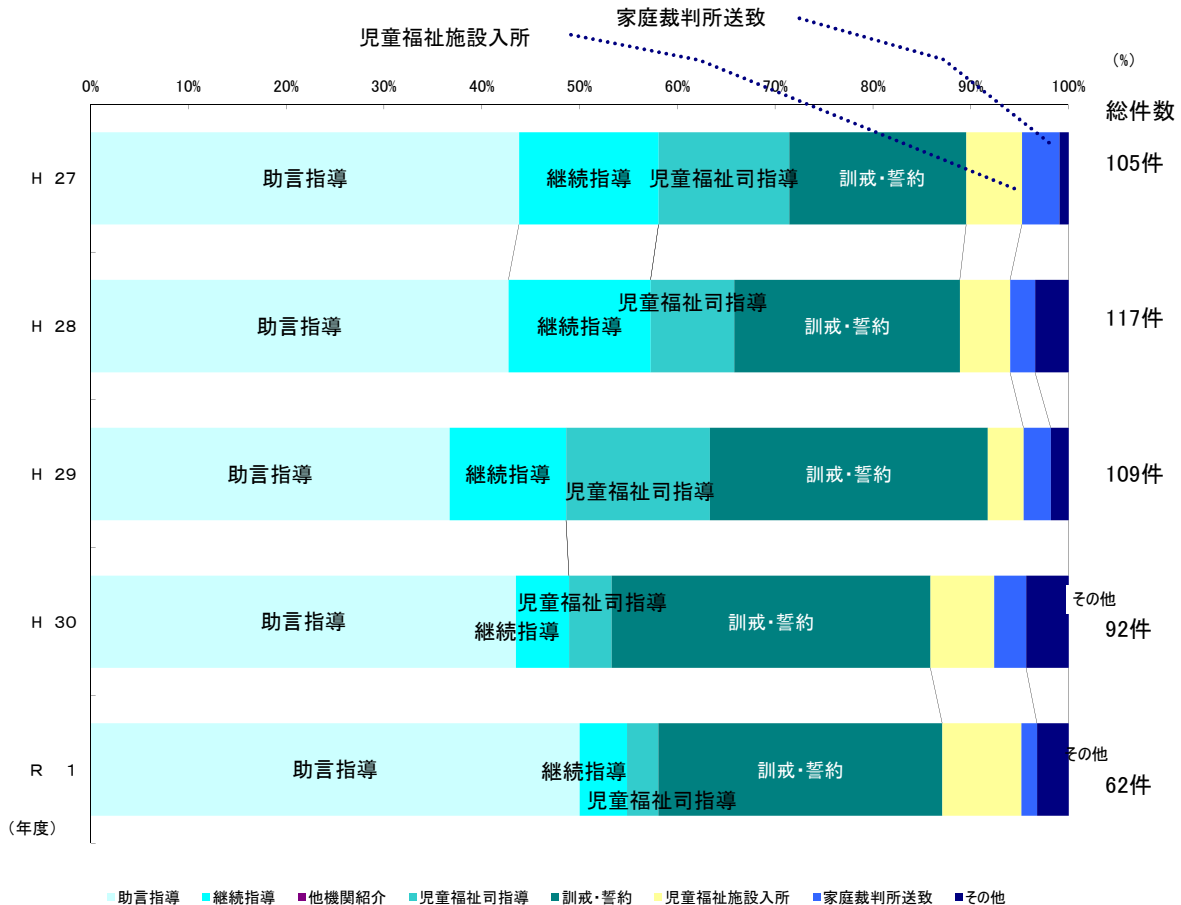 家庭裁判所送致
児童福祉施設入所
(%)
0% 10% 20% 30% 40% 50% 60% 70% 80% 90% 100%
総件数
H 27 助言指導 継続指導 児童福祉司指導 訓戒・誓約 105件
H 28 助言指導 継続指導 児童福祉司指導 訓戒・誓約 117件
H 29 助言指導 継続指導 児童福祉司指導 訓戒・誓約 109件
H 30 助言指導 継続指導 児童福祉司指導 訓戒・誓約 その他 92件
R 1 助言指導 継続指導 児童福祉司指導 訓戒・誓約 その他 62件
(年度)
助言指導 継続指導 他機関紹介 児童福祉司指導 訓戒・誓約 児童福祉施設入所 家庭裁判所送致 その他